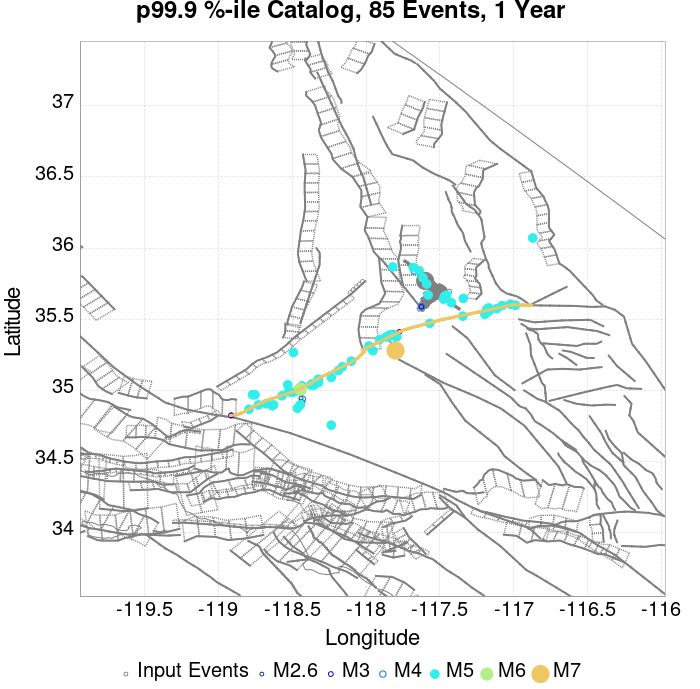 p99.9 %-ile Catalog, 85 Events, 1 Year
37
36.5
36
35.5
35
34.5
34
Latitude
-119.5 -119 -118.5 -118 -117.5 -117 -116.5 -116
Longitude
Input Events M2.6 M3 M4 M5 M6 M7